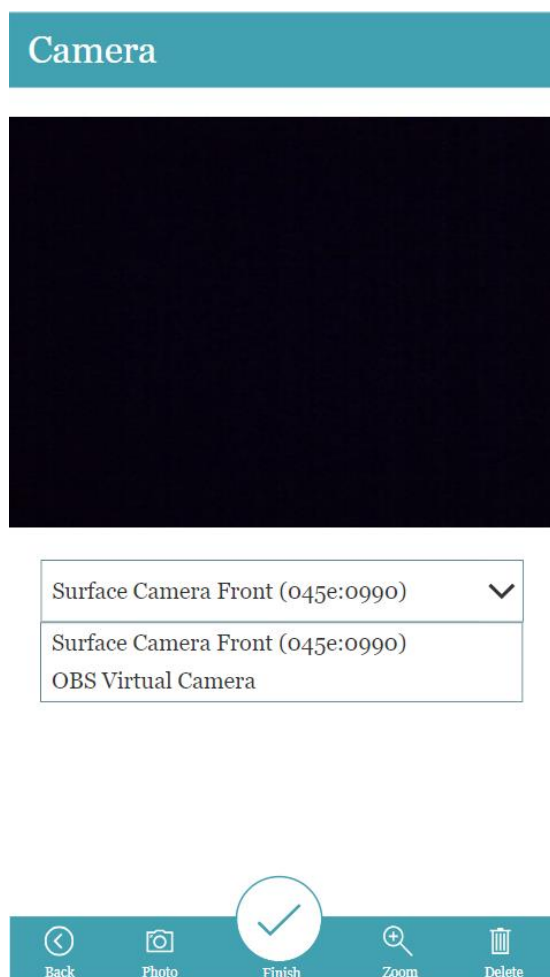 Camera
Surface Camera Front (045e:0990)
Surface Camera Front (045e:0990)
OBS Virtual Camera
Back Photo Finish Zoom Delete